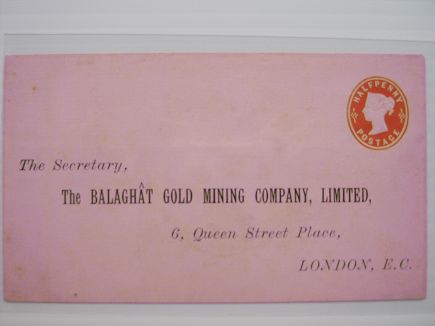 HALFPENNY
POSTAGE
The Secretary,
The BALAGHÂT GOLD MINING COMPANY, LIMITED,
6, Queen Street Place,
LONDON, E.C.